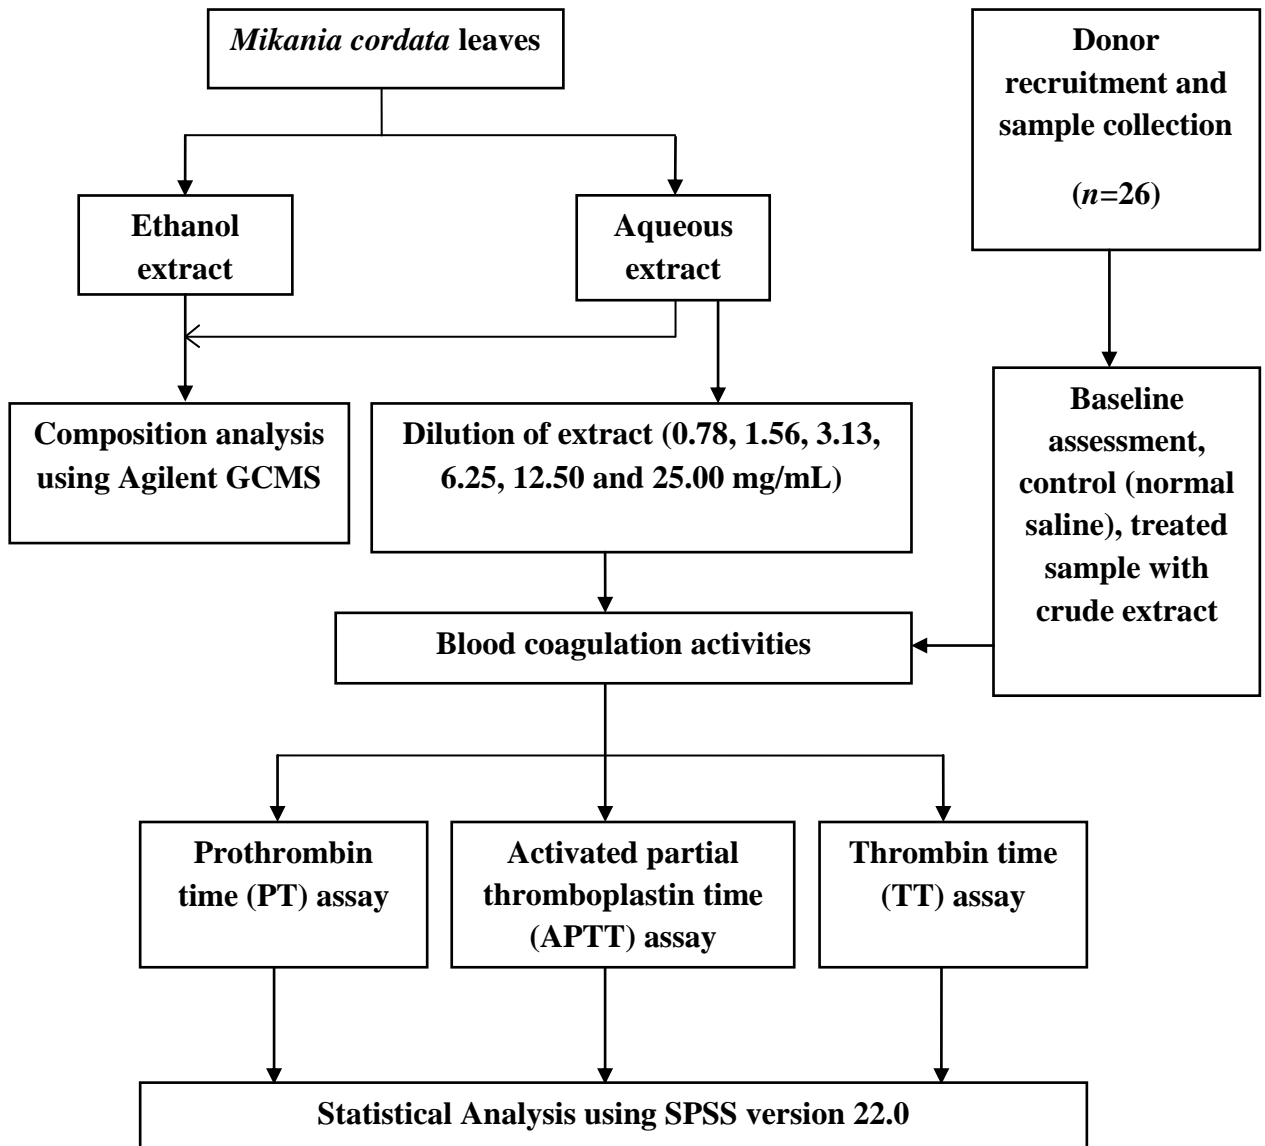 Mikania cordata leaves
Donor
recruitment and
sample collection
(n=26)
Ethanol
extract
Aqueous
extract
Composition analysis
using Agilent GCMS
Dilution of extract (0.78, 1.56, 3.13,
6.25, 12.50 and 25.00 mg/mL)
Baseline
assessment,
control (normal
saline), treated
sample with
crude extract
Blood coagulation activities
Prothrombin
time (PT) assay
Activated partial
thromboplastin time
(APTT) assay
Thrombin time
(TT) assay
Statistical Analysis using SPSS version 22.0